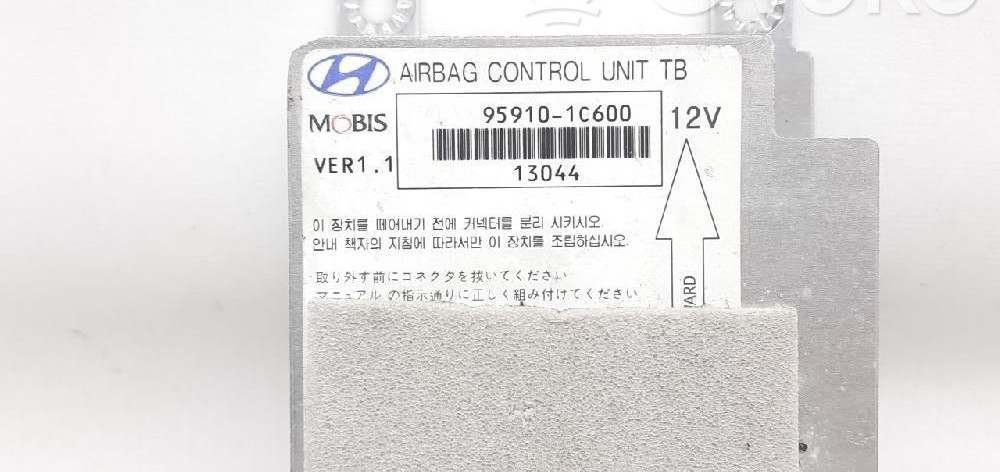 AIRBAG CONTROL UNIT TB
MOBIS
95910-1C600
12V
VER1.1
13044
이 장치를 떼어내기 전에 커넥터를 분리 시키시오.
안내 책자의 지침에 따라서만 이 장치를 조립하십시오.
取り外す前にコネクタを抜いてください
マニュアルの指示通りに正しく組み付けてください